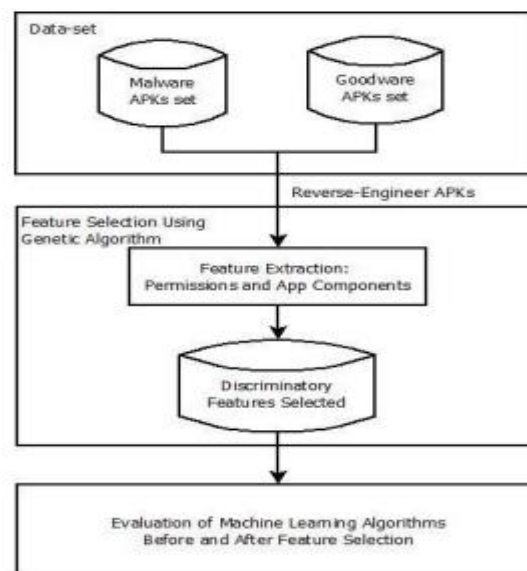 Data-set
Malware
APKs set
Goodware
APKs set
Reverse-Engineer APKs
Feature Selection Using
Genetic Algorithm
Feature Extraction:
Permissions and App Components
Discriminatory
Features Selected
Evaluation of Machine Learning Algorithms
Before and After Feature Selection